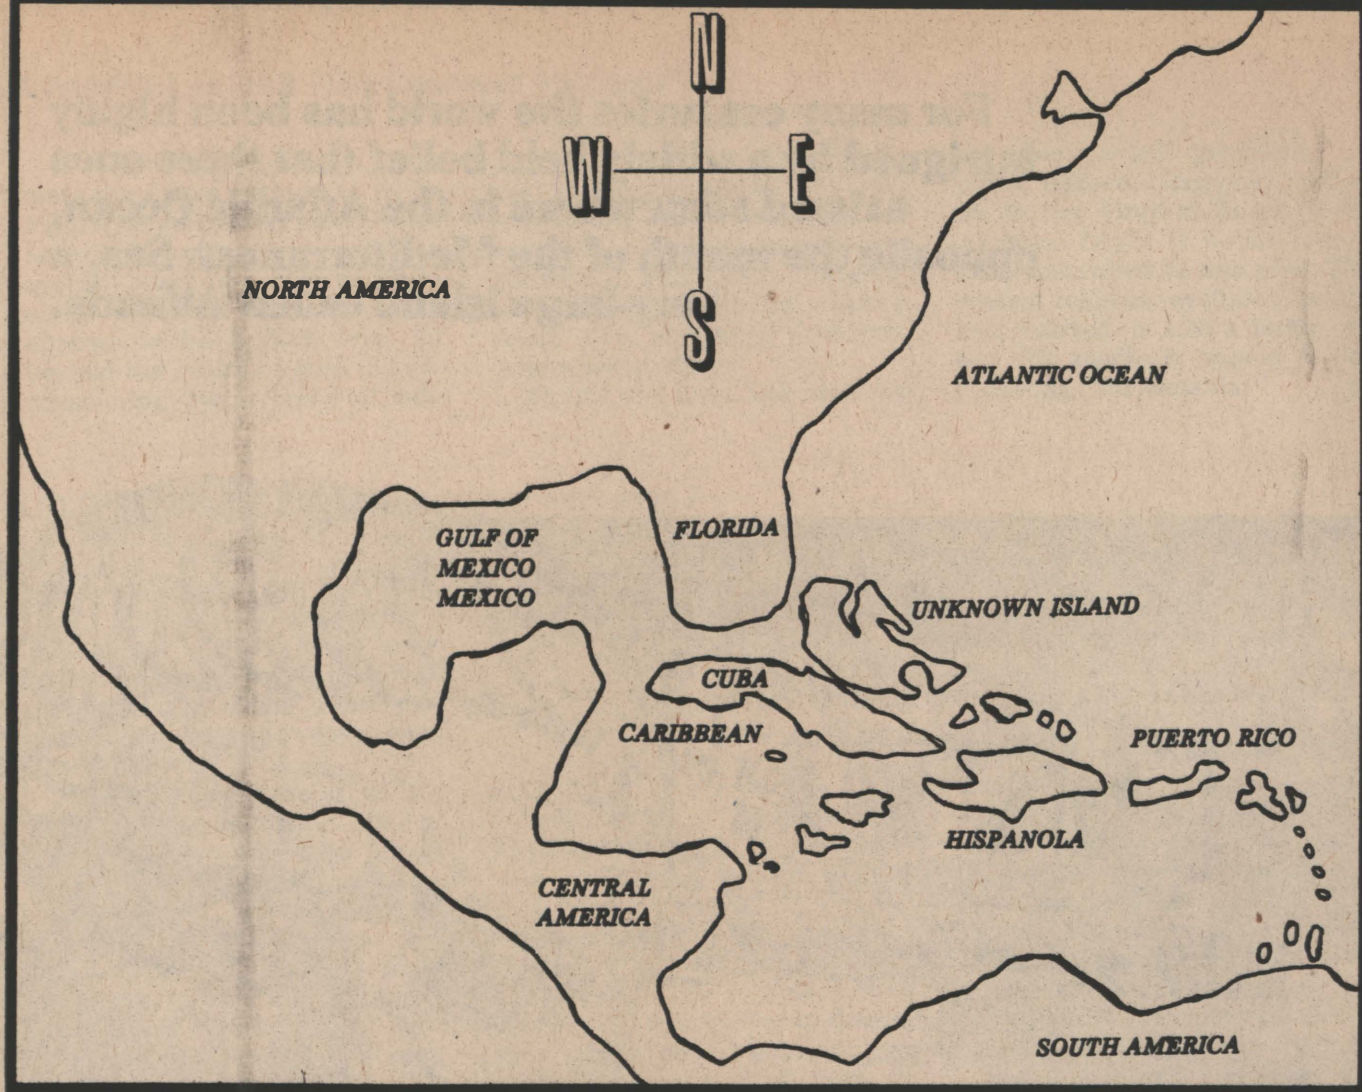 N
W E
S
NORTH AMERICA
ATLANTIC OCEAN
FLORIDA
GULF OF
MEXICO
MEXICO
UNKNOWN ISLAND
CUBA
CARIBBEAN
PUERTO RICO
HISPANOLA
CENTRAL
AMERICA
SOUTH AMERICA